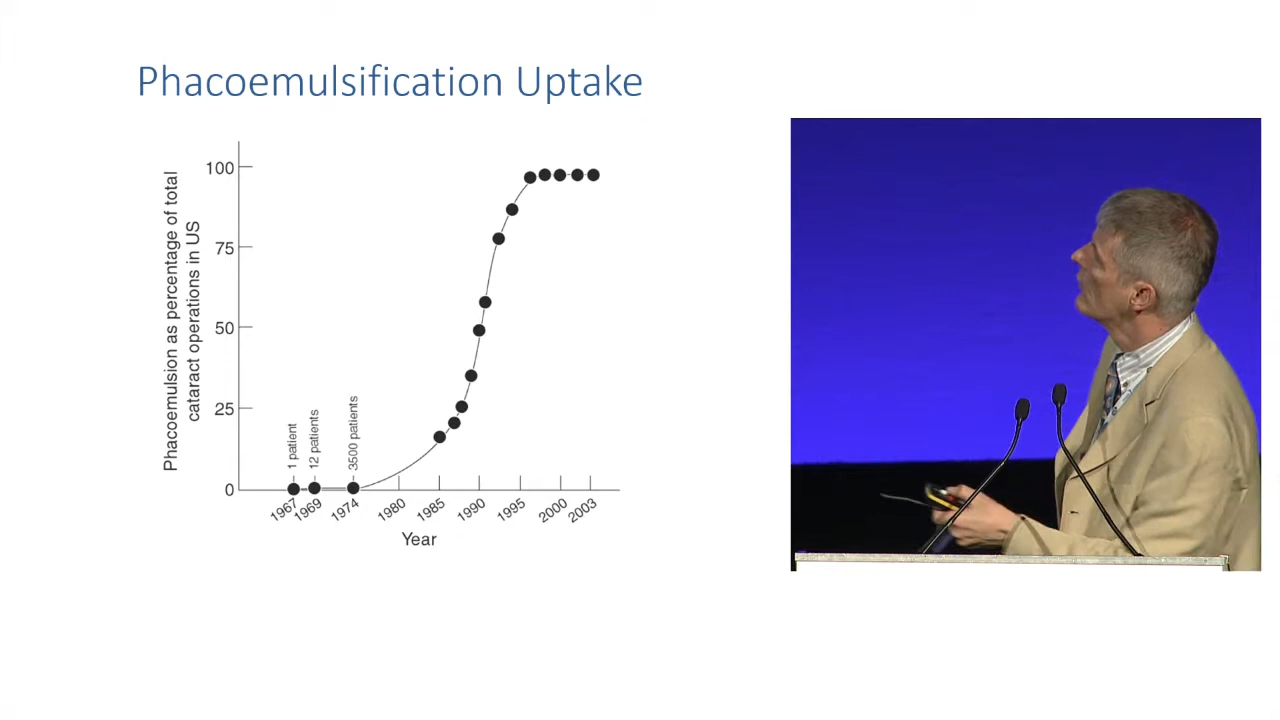 Phacoemulsification Uptake
Phacoemulsion as percentage of total
cataract operations in US
100
75
50
25
0
1 patient
12 patients
3500 patients
1967
1969
1974
1980
1985
1990
1995
2000
2003
Year